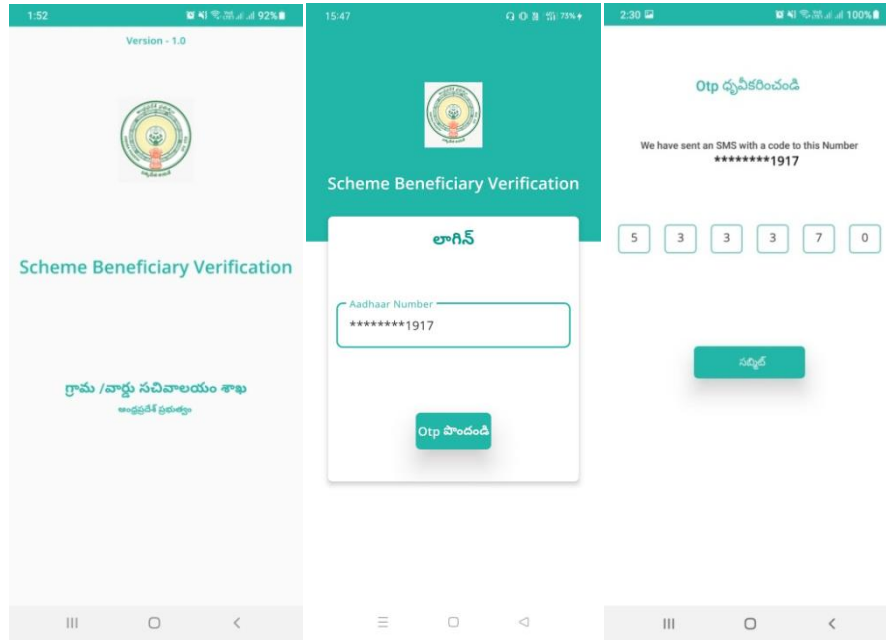 1:52
92%
Version - 1.0
Scheme Beneficiary Verification
గ్రామ /వార్డు సచివాలయం శాఖ
ఆంధ్రప్రదేశ్ ప్రభుత్వం
15:47
73%
Scheme Beneficiary Verification
లాగిన్
Aadhaar Number
********1917
Otp పొందండి
2:30
100%
Otp ధృవీకరించండి
We have sent an SMS with a code to this Number
********1917
5 3 3 3 7 0
సబ్మిట్